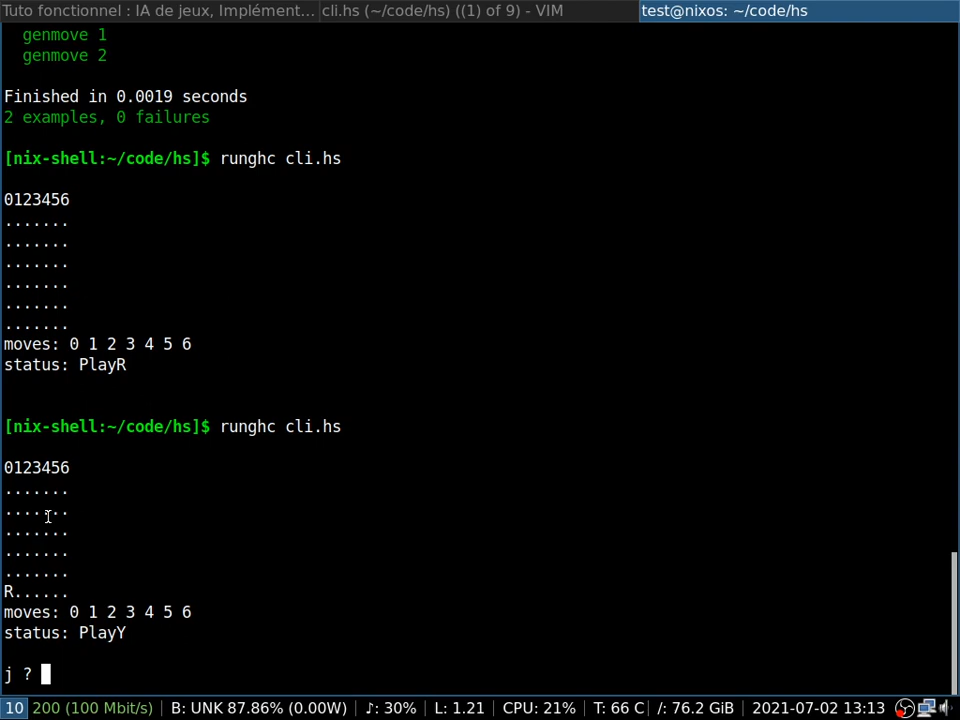 Tuto fonctionnel : IA de jeux, Implément... cli.hs (~/code/hs) ((1) of 9) - VIM test@nixos: ~/code/hs
genmove 1
genmove 2
Finished in 0.0019 seconds
2 examples, 0 failures
[nix-shell:~/code/hs]$ runghc cli.hs
0123456
.......
.......
.......
.......
.......
.......
moves: 0 1 2 3 4 5 6
status: PlayR
[nix-shell:~/code/hs]$ runghc cli.hs
0123456
.......
.......
.......
.......
.......
R......
moves: 0 1 2 3 4 5 6
status: PlayY
j ?
10 200 (100 Mbit/s) B: UNK 87.86% (0.00W) ♪: 30% L: 1.21 CPU: 21% T: 66 C /: 76.2 GiB 2021-07-02 13:13